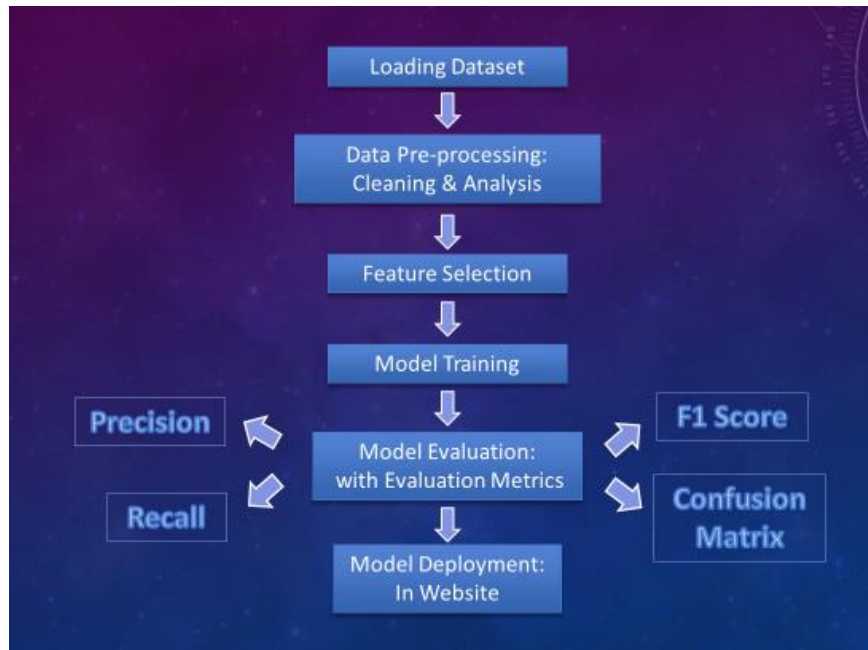 Loading Dataset
Data Pre-processing:
Cleaning & Analysis
Feature Selection
Model Training
Precision
F1 Score
Model Evaluation:
with Evaluation Metrics
Recall
Confusion
Matrix
Model Deployment:
In Website